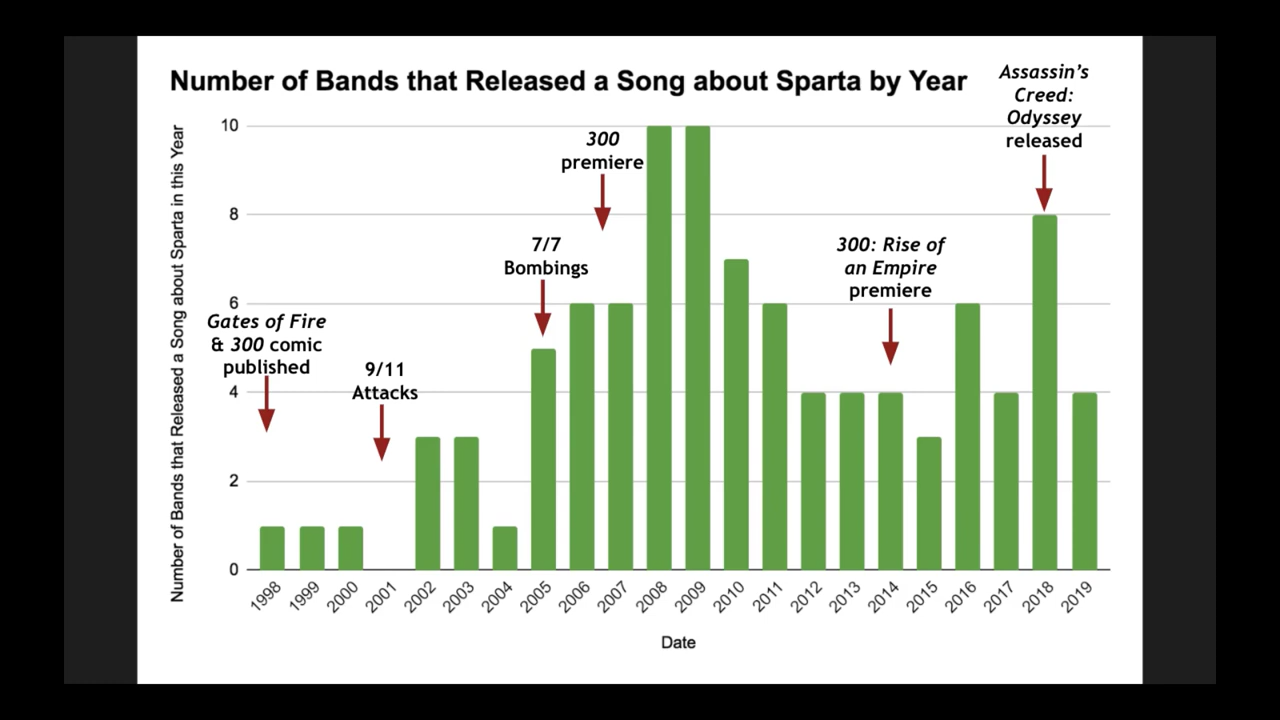 Number of Bands that Released a Song about Sparta by Year
Assassin's
Creed:
Odyssey
released
Number of Bands that Released a Song about Sparta in this Year
10
8
6
4
2
0
300
premiere
7/7
Bombings
300: Rise of
an Empire
premiere
Gates of Fire
& 300 comic
published
9/11
Attacks
1998
1999
2000
2001
2002
2003
2004
2005
2006
2007
2008
2009
2010
2011
2012
2013
2014
2015
2016
2017
2018
2019
Date